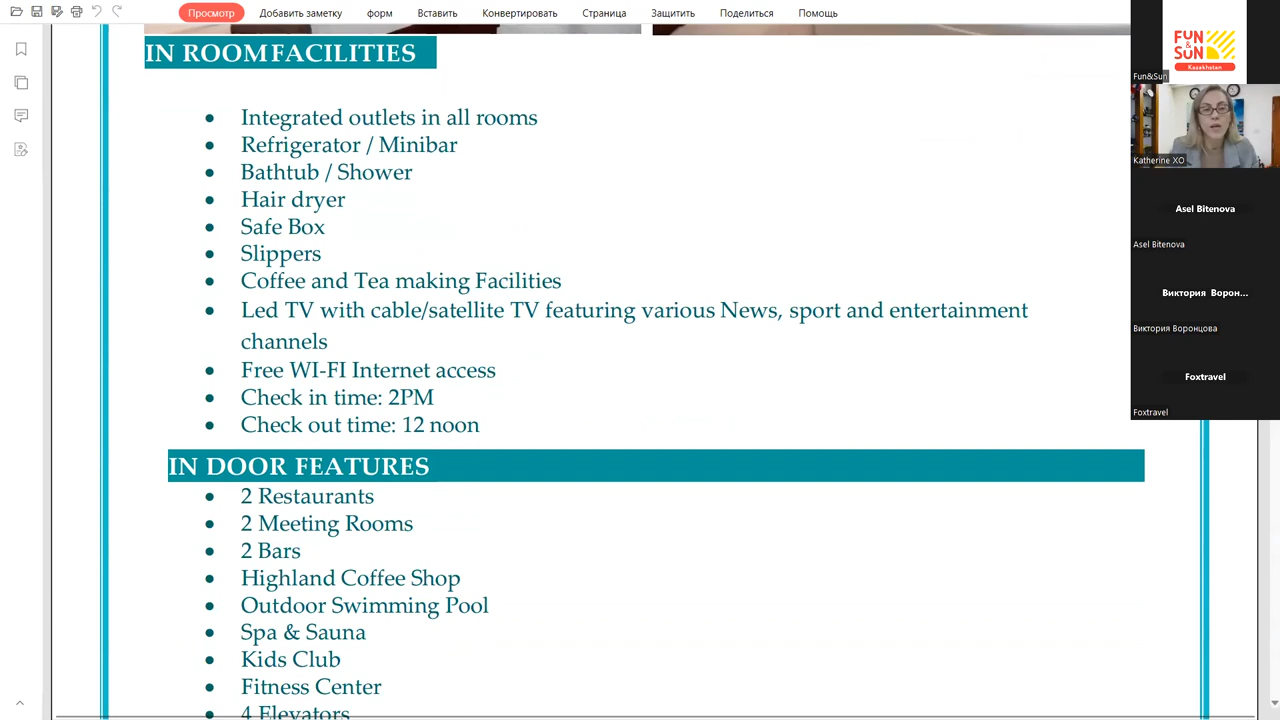 Просмотр Добавить заметку форм Вставить Конвертировать Страница Защитить Поделиться Помощь
IN ROOMFACILITIES
• Integrated outlets in all rooms
• Refrigerator / Minibar
• Bathtub / Shower
• Hair dryer
• Safe Box
• Slippers
• Coffee and Tea making Facilities
• Led TV with cable/satellite TV featuring various News, sport and entertainment
channels
• Free WI-FI Internet access
• Check in time: 2PM
• Check out time: 12 noon
IN DOOR FEATURES
• 2 Restaurants
• 2 Meeting Rooms
• 2 Bars
• Highland Coffee Shop
• Outdoor Swimming Pool
• Spa & Sauna
• Kids Club
• Fitness Center
• 4 Elevators
FUN
&
SUN
Kazakhstan
Fun&Sun
Katherine XO
Asel Bitenova
Asel Bitenova
Виктория Ворон...
Виктория Воронцова
Foxtravel
Foxtravel